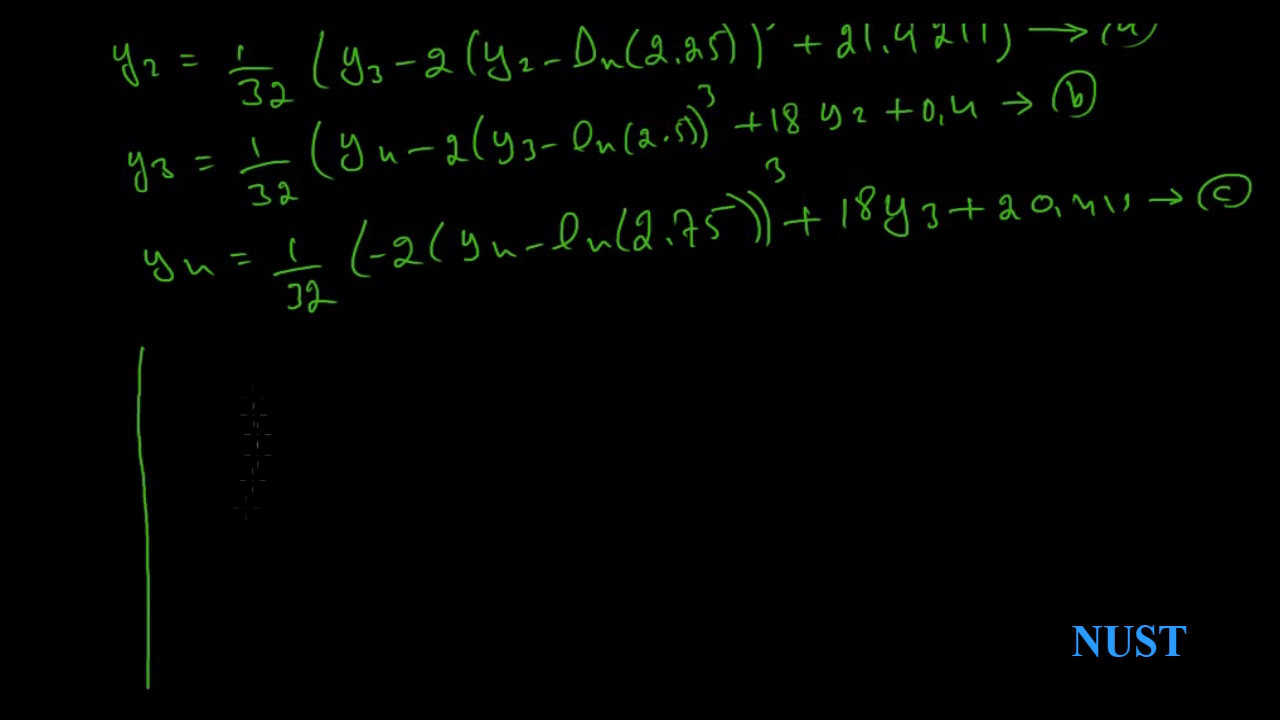 y₂ = 1/32 (y₃ - 2(y₂ - ln(2.25))³ + 21.4211) →
y₃ = 1/32 (y₄ - 2(y₃ - ln(2.5))³ + 18 y₂ + 0.4 → (b)
y₄ = 1/32 (-2(y₄ - ln(2.75))³ + 18y₃ + 20.411 → (c)
NUST